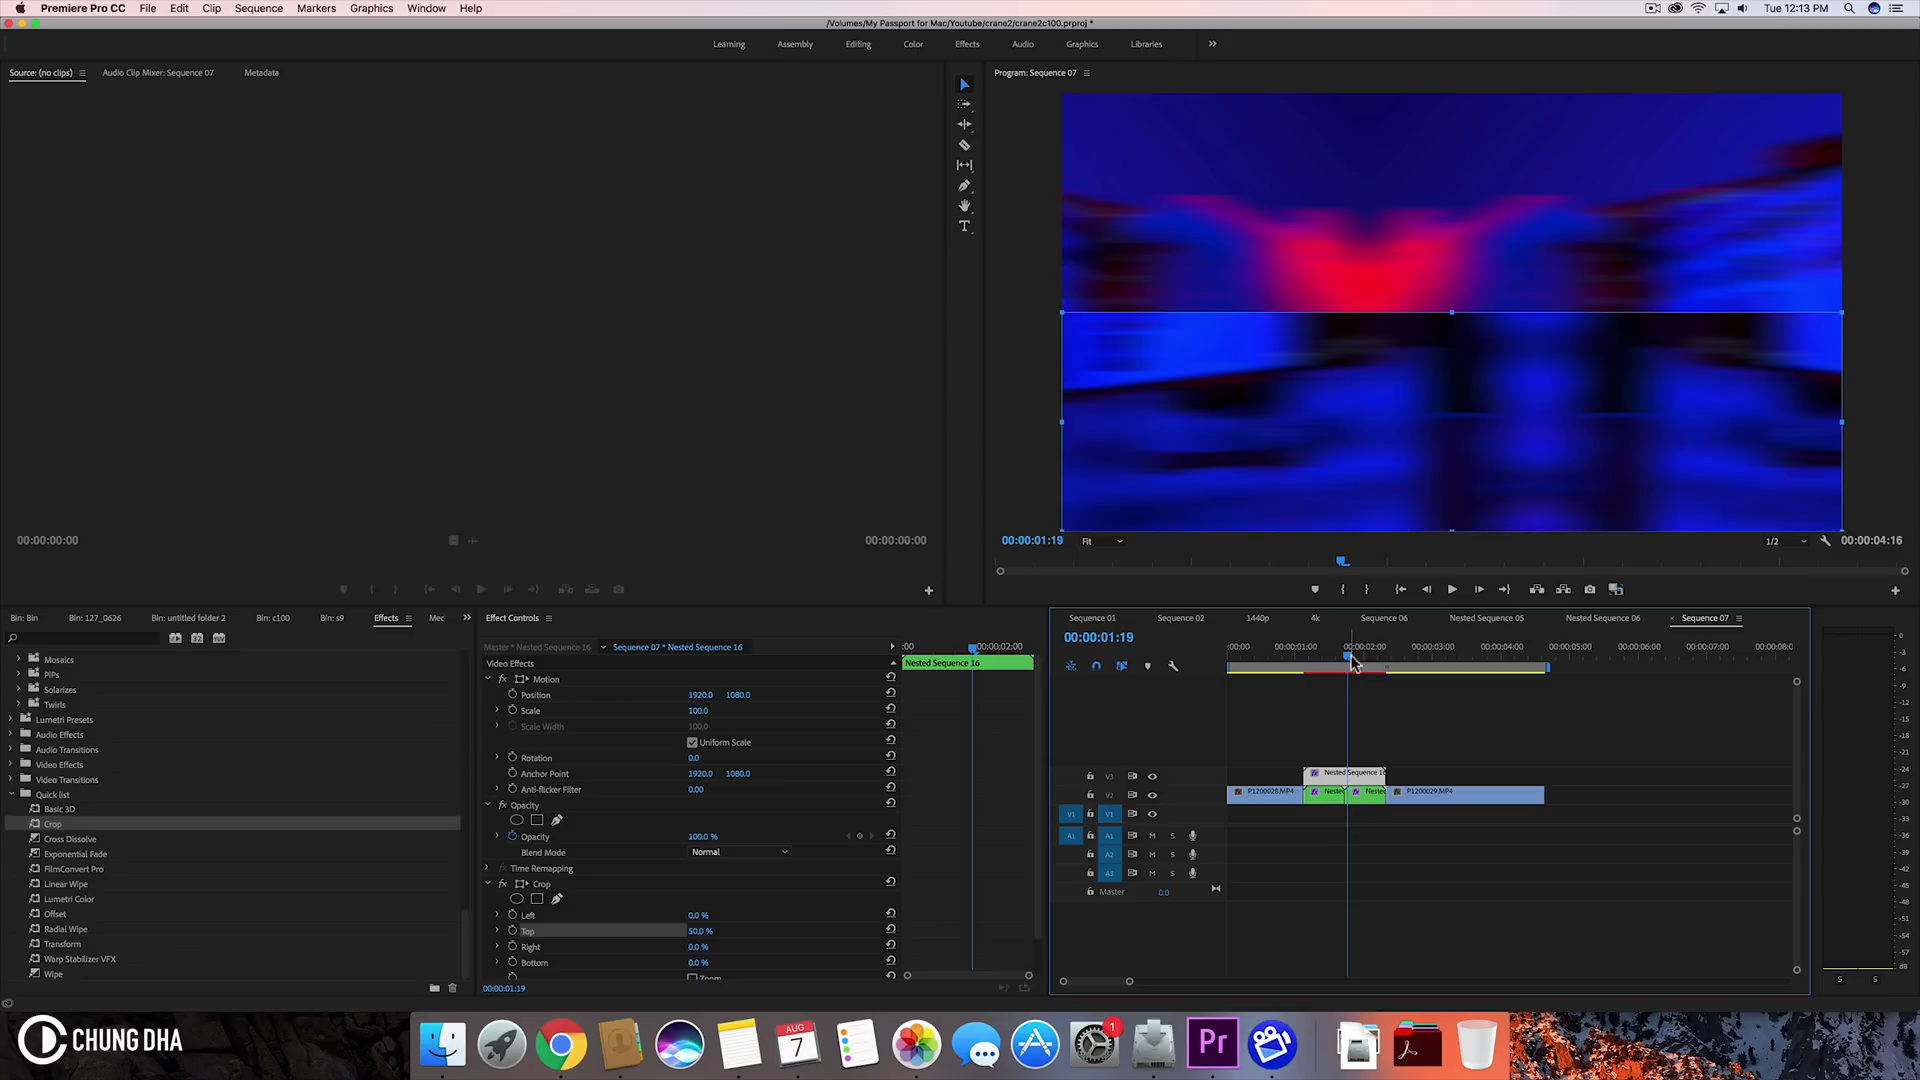 Premiere Pro CC File Edit Clip Sequence Markers Graphics Window Help
Tue 12:13 PM
/Volumes/My Passport for Mac/Youtube/crane2/crane2c100.prproj *
Learning Assembly Editing Color Effects Audio Graphics Libraries
Source: (no clips) Audio Clip Mixer: Sequence 07 Metadata
Program: Sequence 07
00:00:00:00 00:00:00:00
00:00:01:19 Fit 1/2 00:00:04:16
Bin: Bin Bin: 127_0626 Bin: untitled folder 2 Bin: c100 Bin: s9 Effects Mec
Mosaics
PIPs
Solarizes
Twirls
Lumetri Presets
Audio Effects
Audio Transitions
Video Effects
Video Transitions
Quick list
Basic 3D
Crop
Cross Dissolve
Exponential Fade
FilmConvert Pro
Linear Wipe
Lumetri Color
Offset
Radial Wipe
Transform
Warp Stabilizer VFX
Wipe
Effect Controls
Master * Nested Sequence 16 Sequence 07 * Nested Sequence 16
:00 00:00:02:00
Video Effects Nested Sequence 16
fx Motion
Position 1920.0 1080.0
Scale 100.0
Scale Width 100.0
Uniform Scale
Rotation 0.0
Anchor Point 1920.0 1080.0
Anti-flicker Filter 0.00
fx Opacity
Opacity 100.0 %
Blend Mode Normal
fx Time Remapping
fx Crop
Left 0.0 %
Top 50.0 %
Right 0.0 %
Bottom 0.0 %
Zoom
00:00:01:19
Sequence 01 Sequence 02 1440p 4k Sequence 06 Nested Sequence 05 Nested Sequence 06 × Sequence 07
00:00:01:19
:00:00 00:00:01:00 00:00:02:00 00:00:03:00 00:00:04:00 00:00:05:00 00:00:06:00 00:00:07:00 00:00:08:0
V3 fx Nested Sequence 16
V2 fx P1200028.MP4 fx Neste fx Nested fx P1200029.MP4
V1 V1
A1 A1 M S
A2 M S
A3 M S
Master 0.0
0
-3
-6
-9
-12
-15
-18
-21
-24
-27
-30
-33
-36
-39
-42
-45
-48
-51
-54
-57
dB
S S
CHUNG DHA
AUG
7
1
Pr